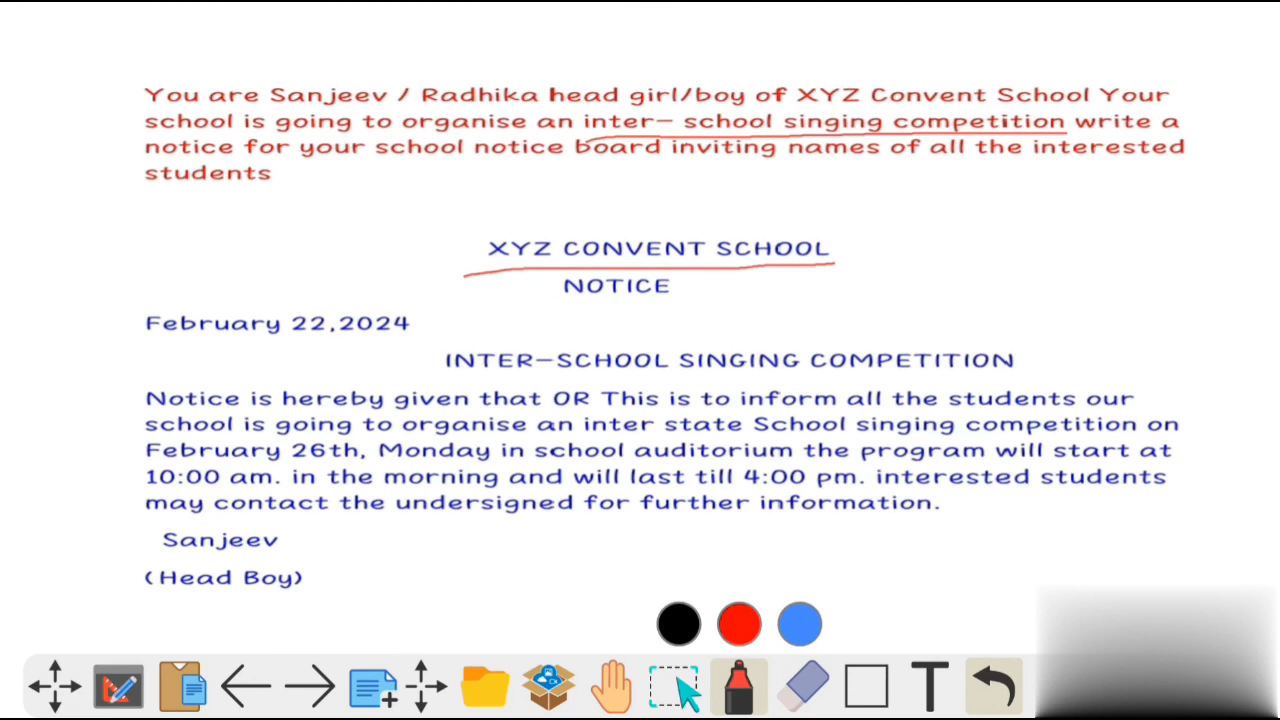 You are Sanjeev / Radhika head girl/boy of XYZ Convent School Your
school is going to organise an inter- school singing competition write a
notice for your school notice board inviting names of all the interested
students
XYZ CONVENT SCHOOL
NOTICE
February 22,2024
INTER-SCHOOL SINGING COMPETITION
Notice is hereby given that OR This is to inform all the students our
school is going to organise an inter state School singing competition on
February 26th, Monday in school auditorium the program will start at
10:00 am. in the morning and will last till 4:00 pm. interested students
may contact the undersigned for further information.
Sanjeev
(Head Boy)